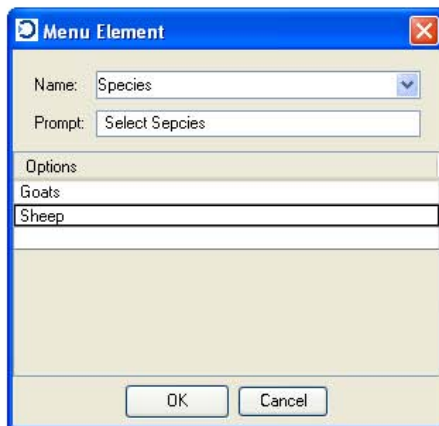 Menu Element
Name: Species
Prompt: Select Sepcies
Options
Goats
Sheep
OK Cancel